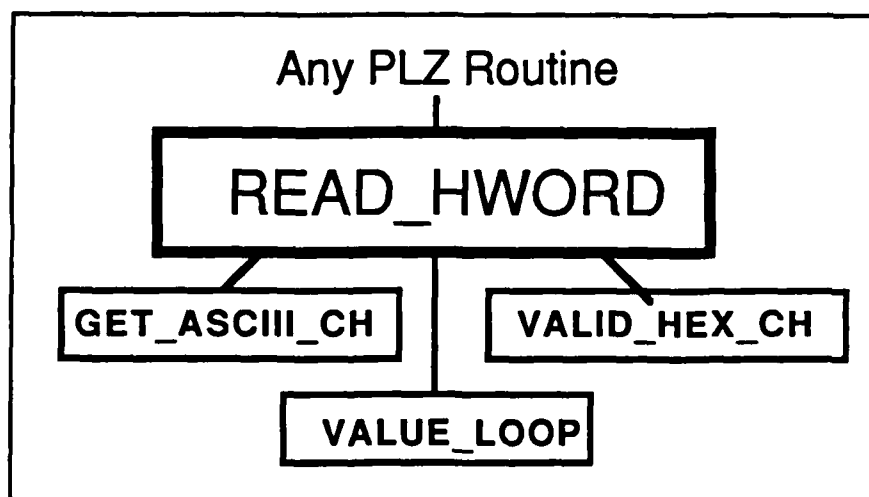 Any PLZ Routine
READ_HWORD
GET_ASCIII_CH
VALID_HEX_CH
VALUE_LOOP